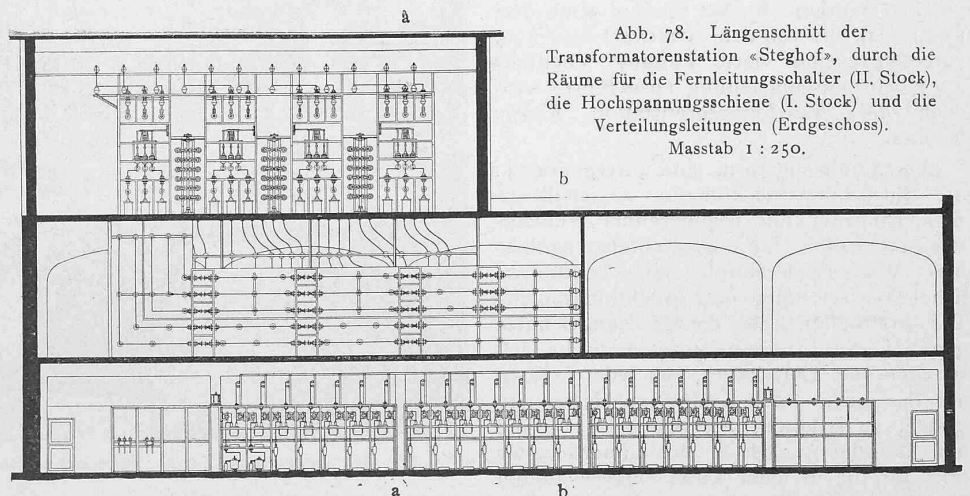 a
Abb. 78. Längenschnitt der
Transformatorenstation «Steghof», durch die
Räume für die Fernleitungsschalter (II. Stock),
die Hochspannungsschiene (I. Stock) und die
Verteilungsleitungen (Erdgeschoss).
Masstab 1 : 250.
b
a
b